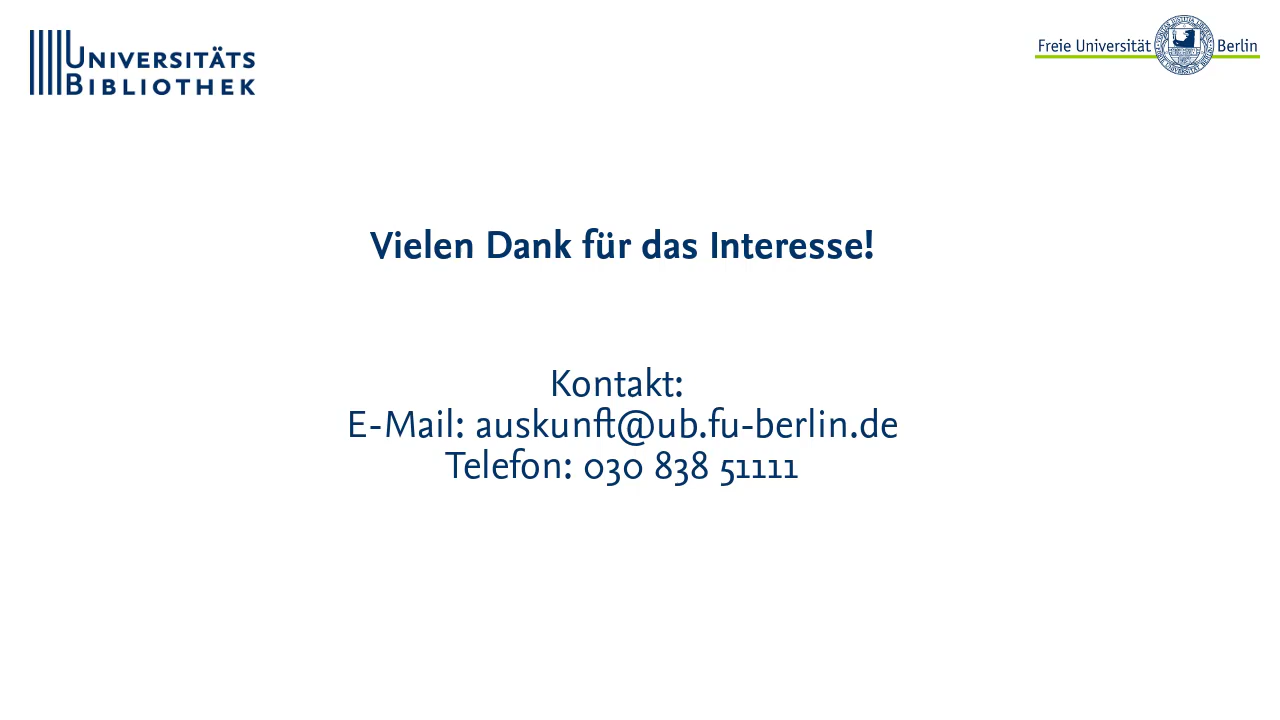 UNIVERSITÄTS
BIBLIOTHEK
Freie Universität Berlin
Vielen Dank für das Interesse!
Kontakt:
E-Mail: auskunft@ub.fu-berlin.de
Telefon: 030 838 51111